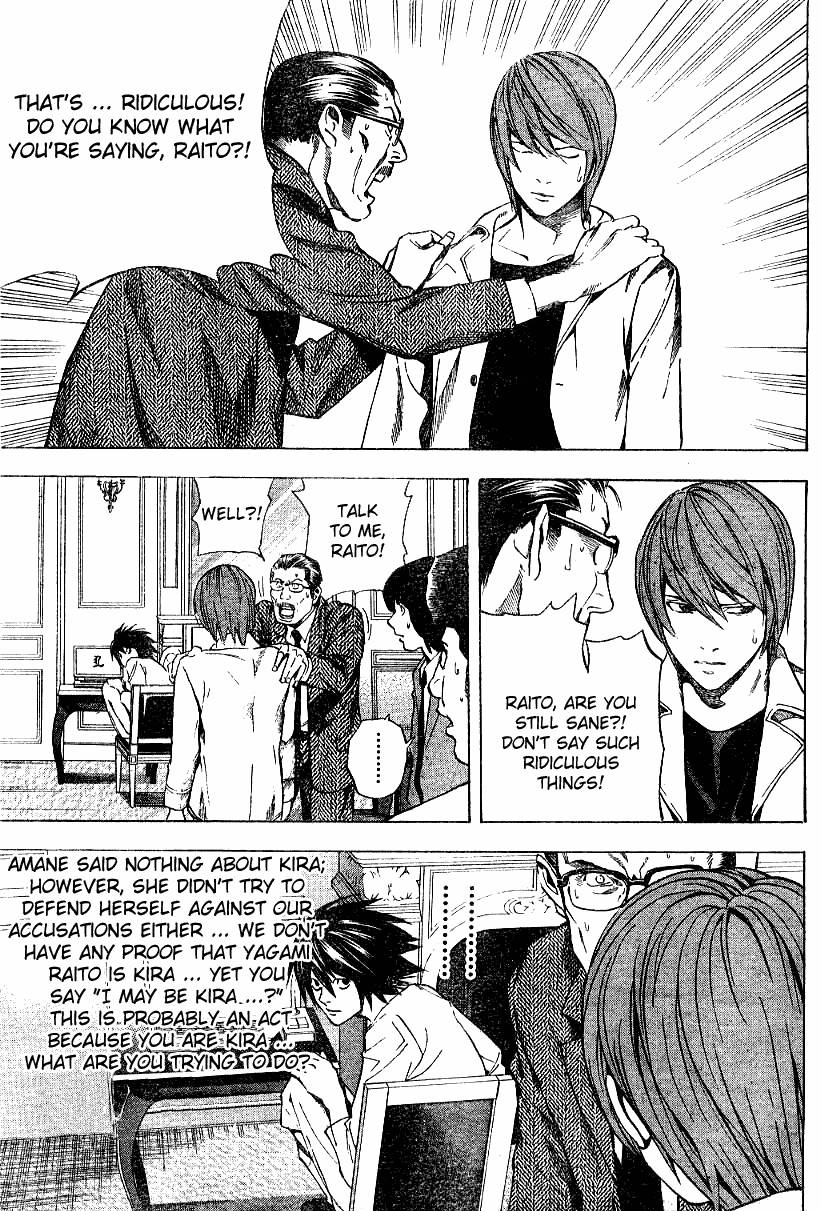 THAT'S ... RIDICULOUS!
DO YOU KNOW WHAT
YOU'RE SAYING, RAITO?!
RAITO, ARE YOU
STILL SANE?!
DON'T SAY SUCH
RIDICULOUS
THINGS!
TALK
TO ME,
RAITO!
WELL?!
L
AMANE SAID NOTHING ABOUT KIRA;
HOWEVER, SHE DIDN'T TRY TO
DEFEND HERSELF AGAINST OUR
ACCUSATIONS EITHER ... WE DON'T
HAVE ANY PROOF THAT YAGAMI
RAITO IS KIRA ... YET YOU
SAY "I MAY BE KIRA ...?"
THIS IS PROBABLY AN ACT
BECAUSE YOU ARE KIRA ...
WHAT ARE YOU TRYING TO DO?